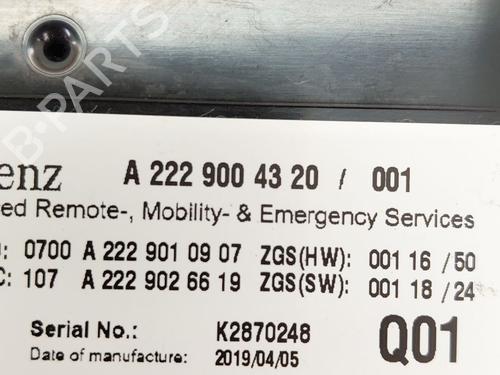 B-PARTS
enz A 222 900 43 20 / 001
ced Remote-, Mobility- & Emergency Services
: 0700 A 222 901 09 07 ZGS(HW): 001 16 / 50
C: 107 A 222 902 66 19 ZGS(SW): 001 18 / 24
Serial No.: K2870248 Q01
Date of manufacture: 2019/04/05